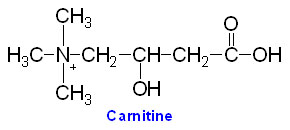 CH₃ O
H₃C–N–CH₂–CH–CH₂–C–OH
+
CH₃ OH
Carnitine